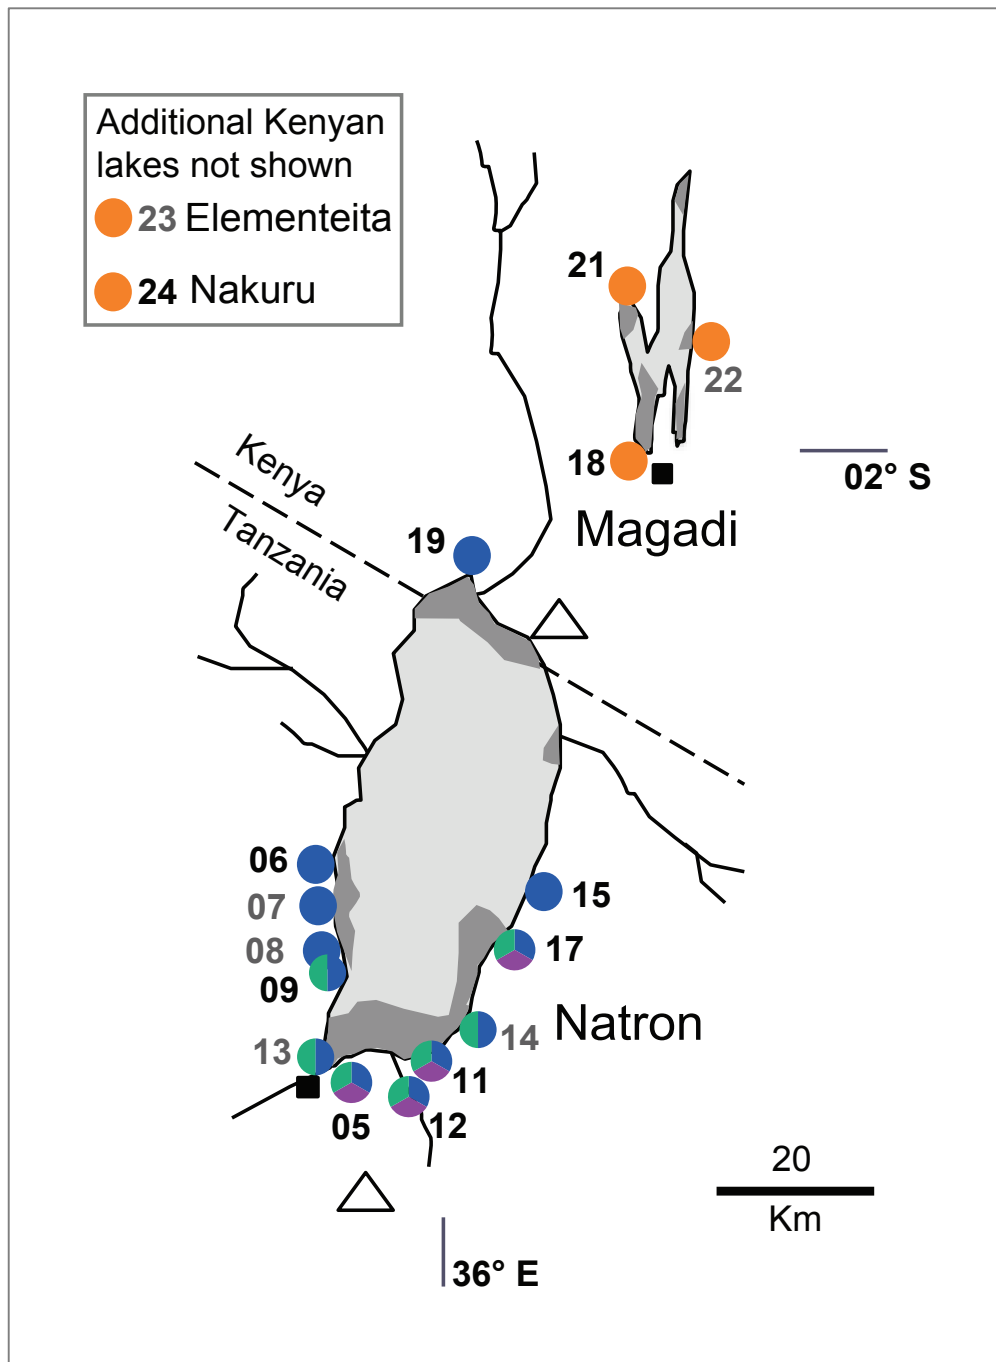 Additional Kenyan
lakes not shown
23 Elementeita
24 Nakuru
21
22
18
02° S
Magadi
Kenya
Tanzania
19
06
07
08
09
15
17
Natron
13
14
11
05
12
20
Km
36° E